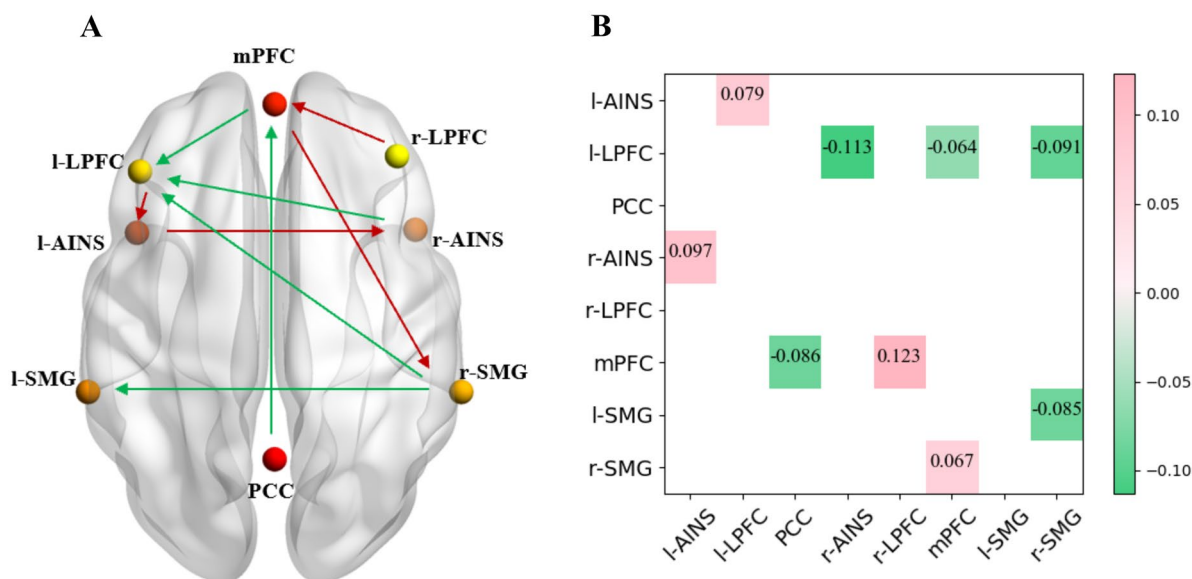 A
mPFC
r-LPFC
l-LPFC
l-AINS
r-AINS
l-SMG
r-SMG
PCC
B
l-AINS
0.079
l-LPFC
-0.113
-0.064
-0.091
PCC
r-AINS
0.097
r-LPFC
mPFC
-0.086
0.123
l-SMG
-0.085
r-SMG
0.067
l-AINS
l-LPFC
PCC
r-AINS
r-LPFC
mPFC
l-SMG
r-SMG
0.10
0.05
0.00
−0.05
−0.10